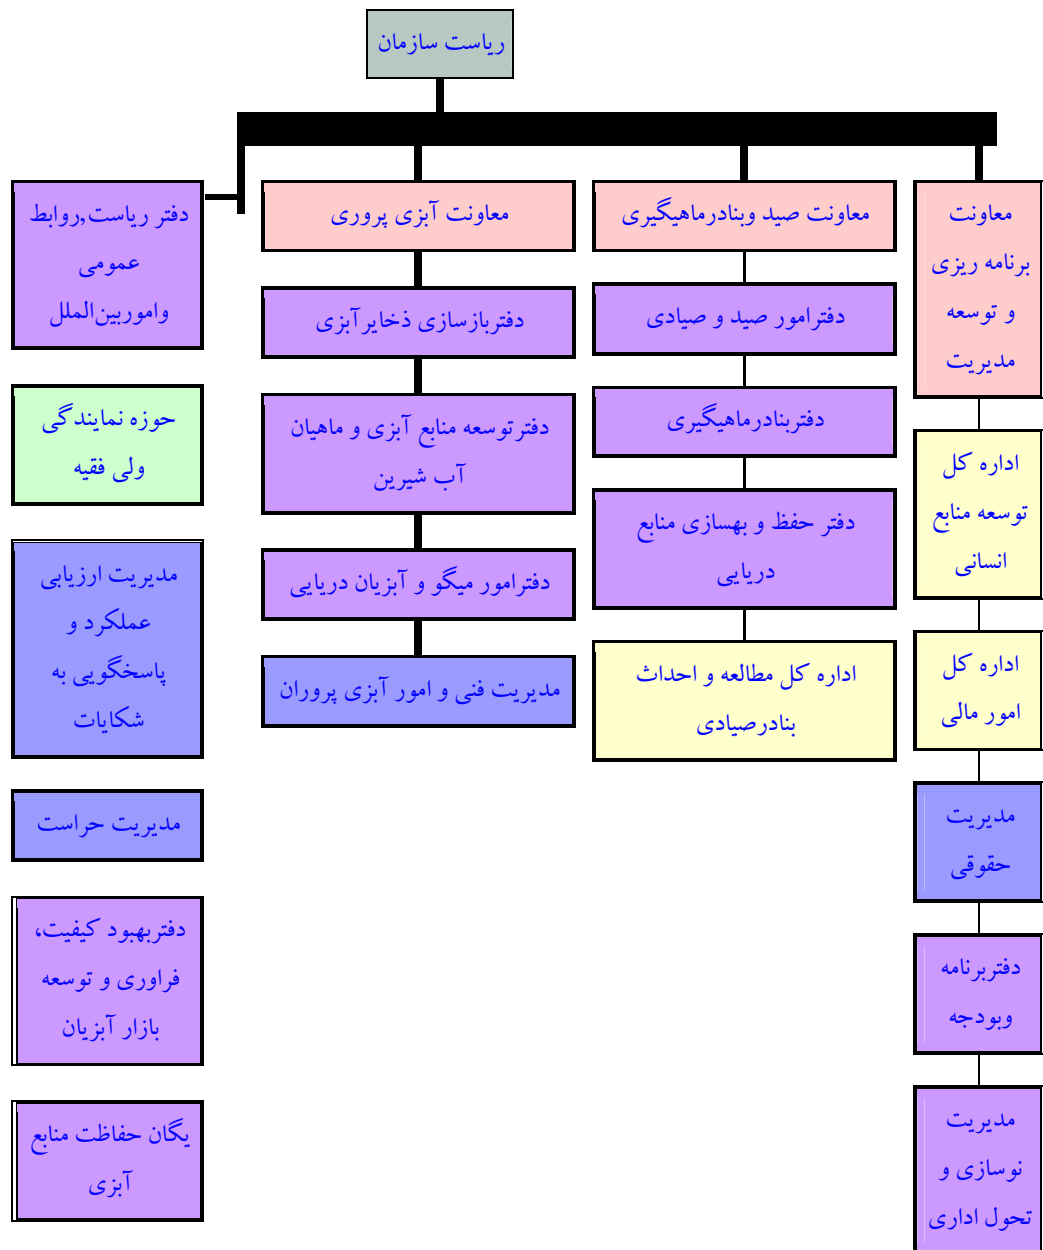 ریاست سازمان
معاونت
برنامه ریزی
و توسعه
مدیریت
اداره کل
توسعه منابع
انسانی
اداره کل
امور مالی
مدیریت
حقوقی
دفتربرنامه
وبودجه
مدیریت
نوسازی و
تحول اداری
معاونت صید وبنادرماهیگیری
دفترامور صید و صیادی
دفتربنادرماهیگیری
دفتر حفظ و بهسازی منابع
دریایی
اداره کل مطالعه و احداث
بنادرصیادی
معاونت آبزی پروری
دفتربازسازی ذخایرآبزی
دفترتوسعه منابع آبزی و ماهیان
آب شیرین
دفترامور میگو و آبزیان دریایی
مدیریت فنی و امور آبزی پروران
دفتر ریاست,روابط
عمومی
واموربین‌الملل
حوزه نمایندگی
ولی فقیه
مدیریت ارزیابی
عملکرد و
پاسخگویی به
شکایات
مدیریت حراست
دفتربهبود کیفیت،
فراوری و توسعه
بازار آبزیان
یگان حفاظت منابع
آبزی